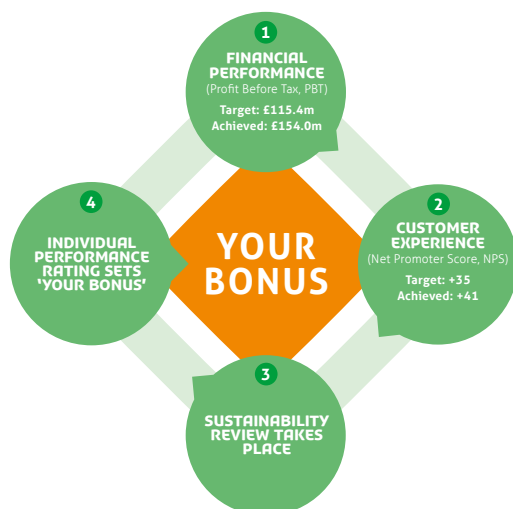 1
FINANCIAL
PERFORMANCE
(Profit Before Tax, PBT)
Target: £115.4m
Achieved: £154.0m
2
CUSTOMER
EXPERIENCE
(Net Promoter Score, NPS)
Target: +35
Achieved: +41
3
SUSTAINABILITY
REVIEW TAKES
PLACE
4
INDIVIDUAL
PERFORMANCE
RATING SETS
'YOUR BONUS'
YOUR
BONUS